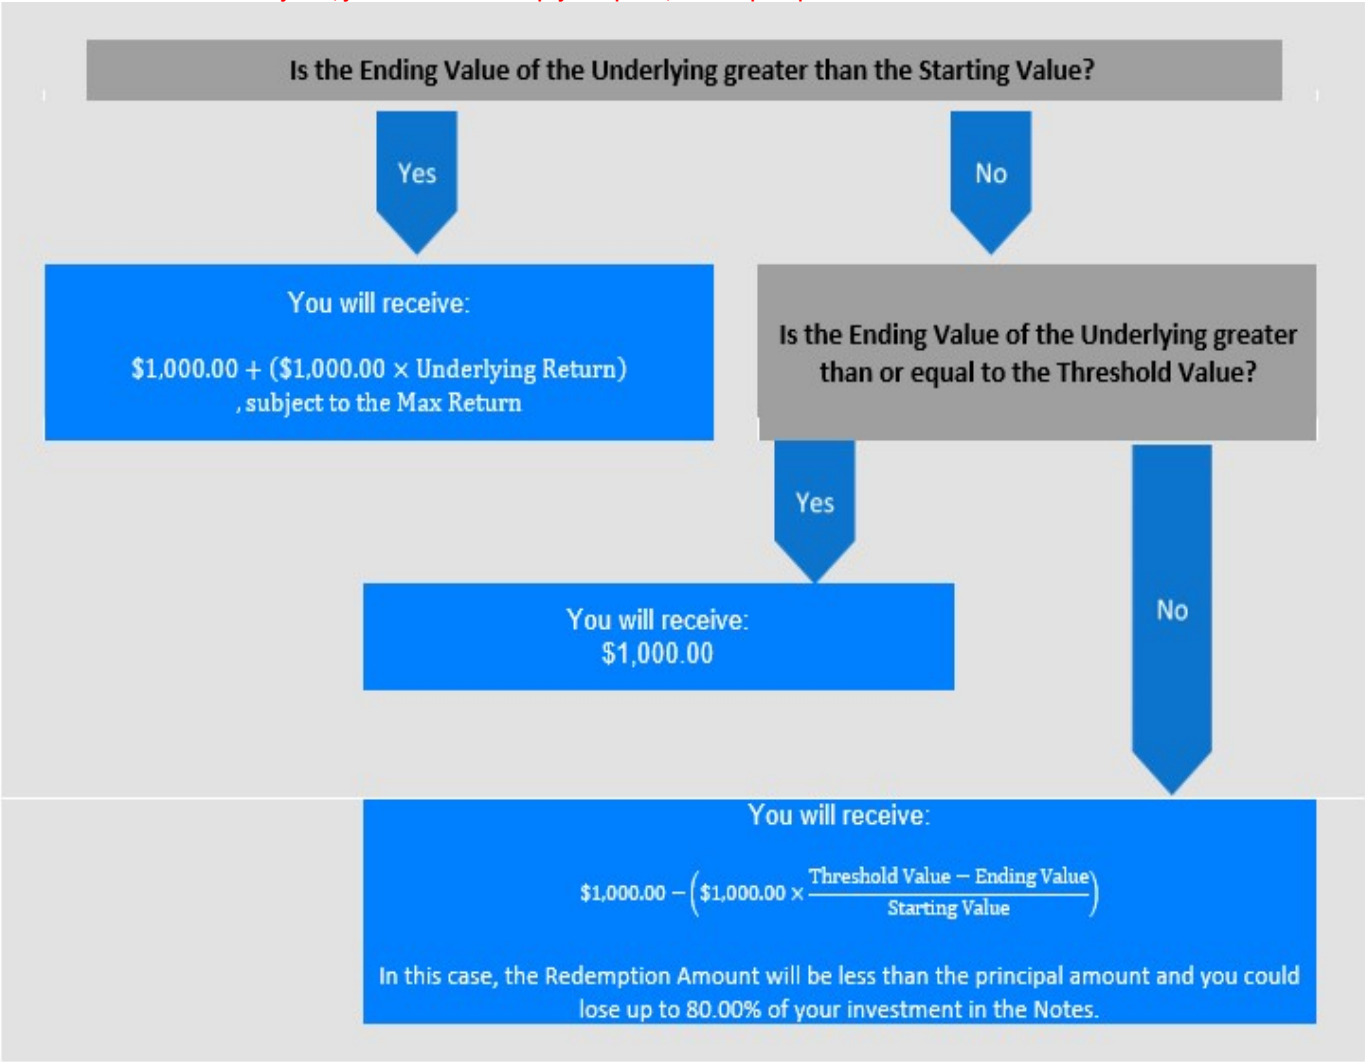 Is the Ending Value of the Underlying greater than the Starting Value?
Yes
No
You will receive:
$1,000.00 + ($1,000.00 × Underlying Return)
, subject to the Max Return
Is the Ending Value of the Underlying greater
than or equal to the Threshold Value?
Yes
You will receive:
$1,000.00
No
You will receive:
$1,000.00 − ($1,000.00 × Threshold Value − Ending Value
Starting Value)
In this case, the Redemption Amount will be less than the principal amount and you could
lose up to 80.00% of your investment in the Notes.